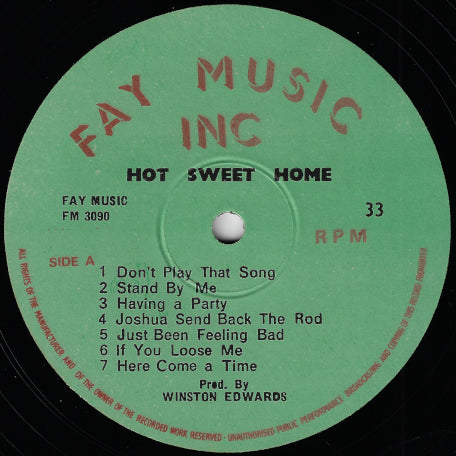 FAY MUSIC
INC
HOT SWEET HOME
FAY MUSIC
FM 3090
33
RPM
SIDE A
1 Don't Play That Song
2 Stand By Me
3 Having a Party
4 Joshua Send Back The Rod
5 Just Been Feeling Bad
6 If You Loose Me
7 Here Come a Time
Prod. By
WINSTON EDWARDS
ALL RIGHTS OF THE MANUFACTURER AND OF THE OWNER OF THE RECORDED WORK RESERVED · UNAUTHORISED PUBLIC PERFORMANCE BROADCASTING AND COPYING OF THIS RECORD PROHIBITED